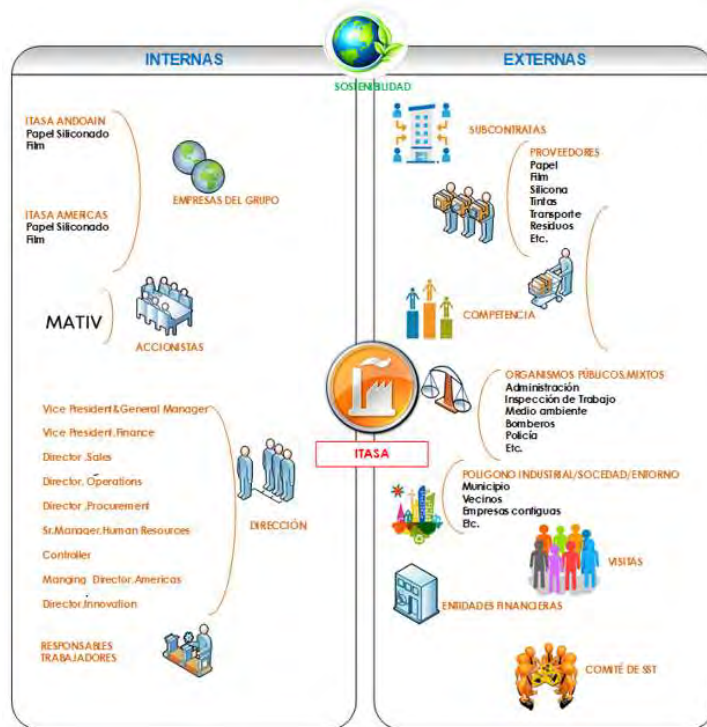 INTERNAS
EXTERNAS
SOSTENIBILIDAD
ITASA ANDOAIN
Papel Siliconado
Film
EMPRESAS DEL GRUPO
ITASA AMERICAS
Papel Siliconado
Film
MATIV
ACCIONISTAS
Vice President&General Manager
Vice President.Finance
Director .Sales
Director. Operations
Director .Procurement
Sr.Manager.Human Resources
Controller
Manging Director.Americas
Director.Innovation
DIRECCIÓN
RESPONSABLES
TRABAJADORES
ITASA
SUBCONTRATAS
PROVEEDORES
Papel
Film
Silicona
Tintas
Transporte
Residuos
Etc.
COMPETENCIA
ORGANISMOS PÚBLICOS.MIXTOS
Administración
Inspección de Trabajo
Medio ambiente
Bomberos
Policía
Etc.
POLIGONO INDUSTRIAL/SOCEDAD/ENTORNO
Municipio
Vecinos
Empresas contiguas
Etc.
VISITAS
ENTIDADES FINANCIERAS
COMITÉ DE SST